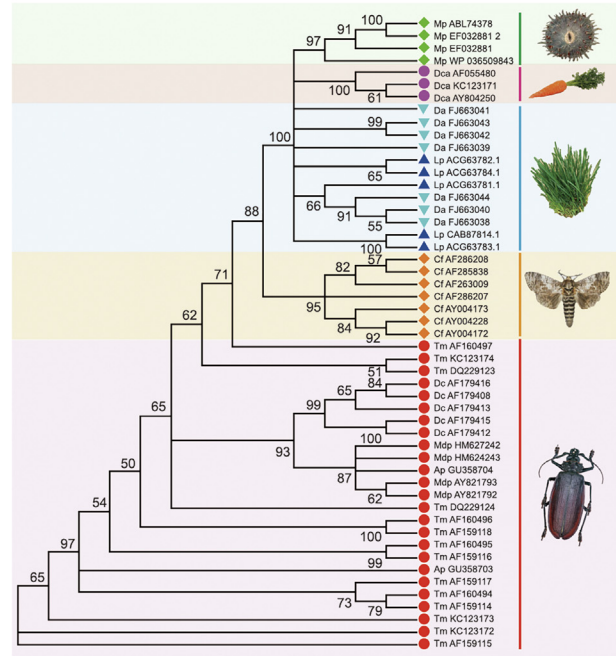 100
Mp ABL74378
91
Mp EF032881 2
97
Mp EF032881
Mp WP 036509843
Dca AF055480
100
Dca KC123171
61
Dca AY804250
Da FJ663041
99
Da FJ663043
Da FJ663042
100
Da FJ663039
Lp ACG63782.1
65
Lp ACG63784.1
Lp ACG63781.1
66
Da FJ663044
91
Da FJ663040
55
Da FJ663038
88
Lp CAB87814.1
100
Lp ACG63783.1
57
Cf AF286208
82
Cf AF285838
Cf AF263009
71
95
Cf AF286207
Cf AY004173
84
Cf AY004228
92
Cf AY004172
62
Tm AF160497
Tm KC123174
51
Tm DQ229123
84
Dc AF179416
65
Dc AF179408
99
Dc AF179413
65
Dc AF179415
Dc AF179412
93
100
Mdp HM627242
Mdp HM624243
50
87
Ap GU358704
Mdp AY821793
62
Mdp AY821792
54
Tm DQ229124
Tm AF160496
100
Tm AF159118
97
Tm AF160495
Tm AF159116
99
Ap GU358703
65
Tm AF159117
73
Tm AF160494
79
Tm AF159114
Tm KC123173
Tm KC123172
Tm AF159115